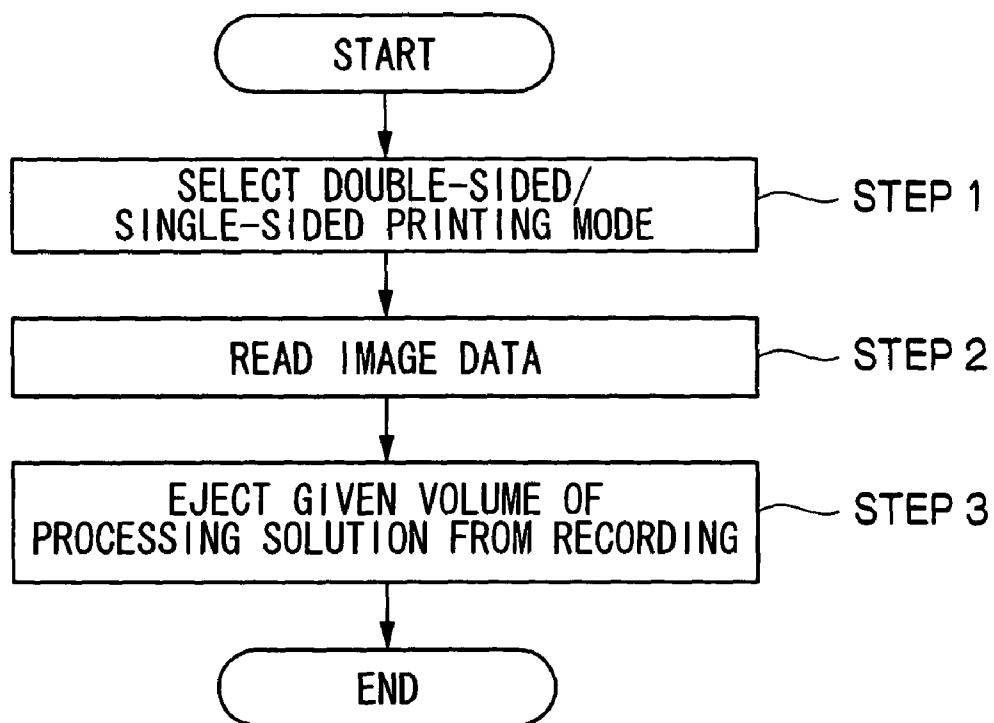 START
SELECT DOUBLE-SIDED/
SINGLE-SIDED PRINTING MODE
STEP 1
READ IMAGE DATA
STEP 2
EJECT GIVEN VOLUME OF
PROCESSING SOLUTION FROM RECORDING
STEP 3
END